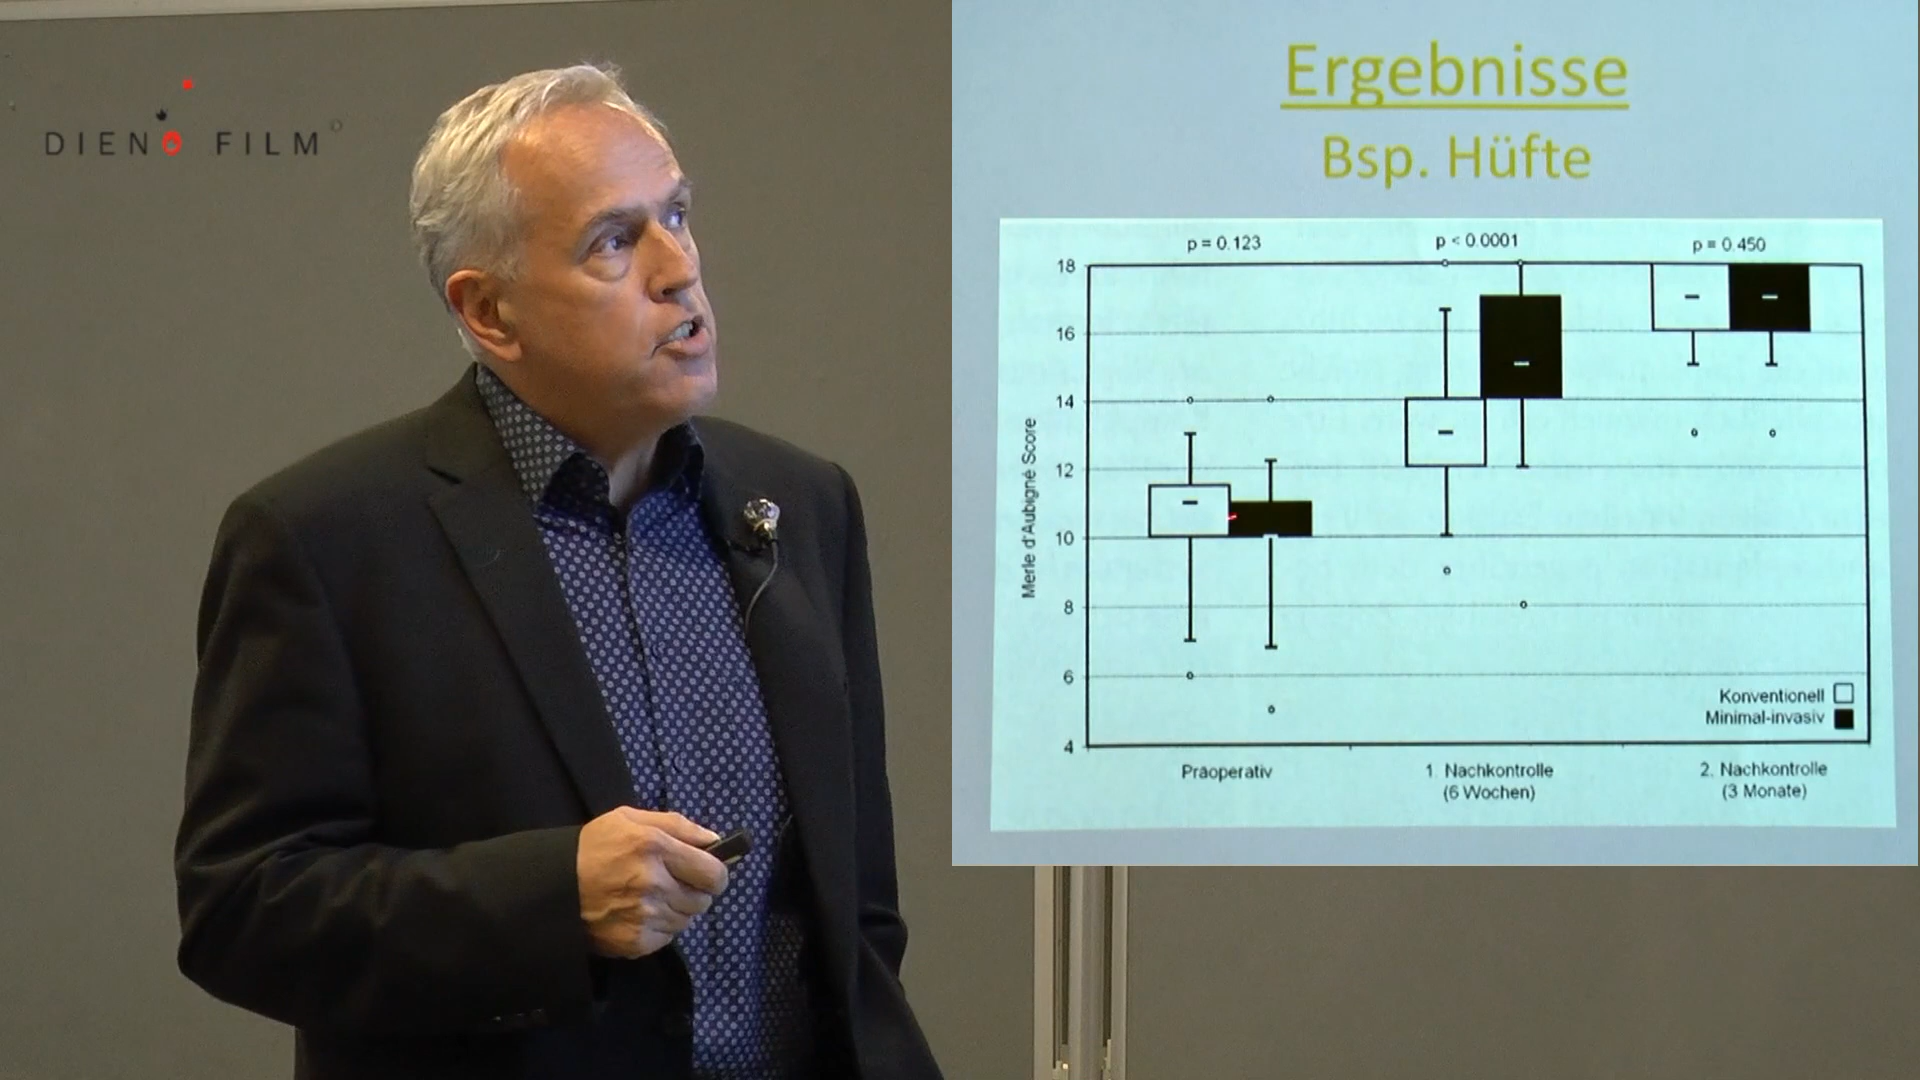 DIENO FILM
Ergebnisse
Bsp. Hüfte
p = 0.123
p < 0.0001
p = 0.450
18
16
14
12
10
8
6
4
Merle d'Aubigné Score
Konventionell
Minimal-invasiv
Präoperativ
1. Nachkontrolle
(6 Wochen)
2. Nachkontrolle
(3 Monate)